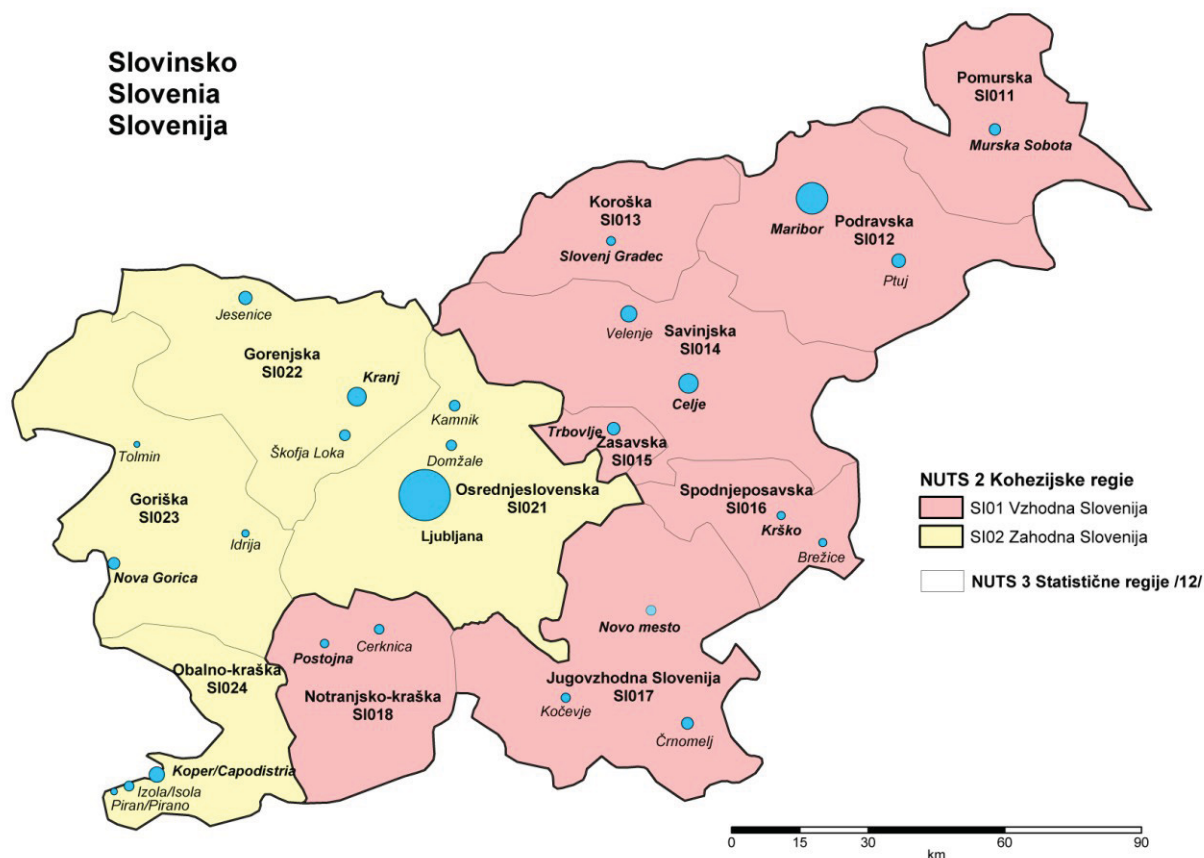 Slovinsko
Slovenia
Slovenija
Pomurska
SI011
Murska Sobota
Koroška
SI013
Slovenj Gradec
Maribor
Podravska
SI012
Ptuj
Jesenice
Velenje
Savinjska
SI014
Gorenjska
SI022
Kranj
Celje
Kamnik
Škofja Loka
Domžale
Trbovlje
Zasavska
SI015
Tolmin
Goriška
SI023
Osrednjeslovenska
SI021
Ljubljana
Spodnjeposavska
SI016
Krško
Brežice
Idrija
Nova Gorica
NUTS 2 Kohezijske regie
SI01 Vzhodna Slovenija
SI02 Zahodna Slovenija
NUTS 3 Statistične regije /12/
Novo mesto
Postojna
Cerknica
Obalno-kraška
SI024
Notranjsko-kraška
SI018
Jugovzhodna Slovenija
SI017
Kočevje
Črnomelj
Koper/Capodistria
Izola/Isola
Piran/Pirano
0 15 30 60 90
km